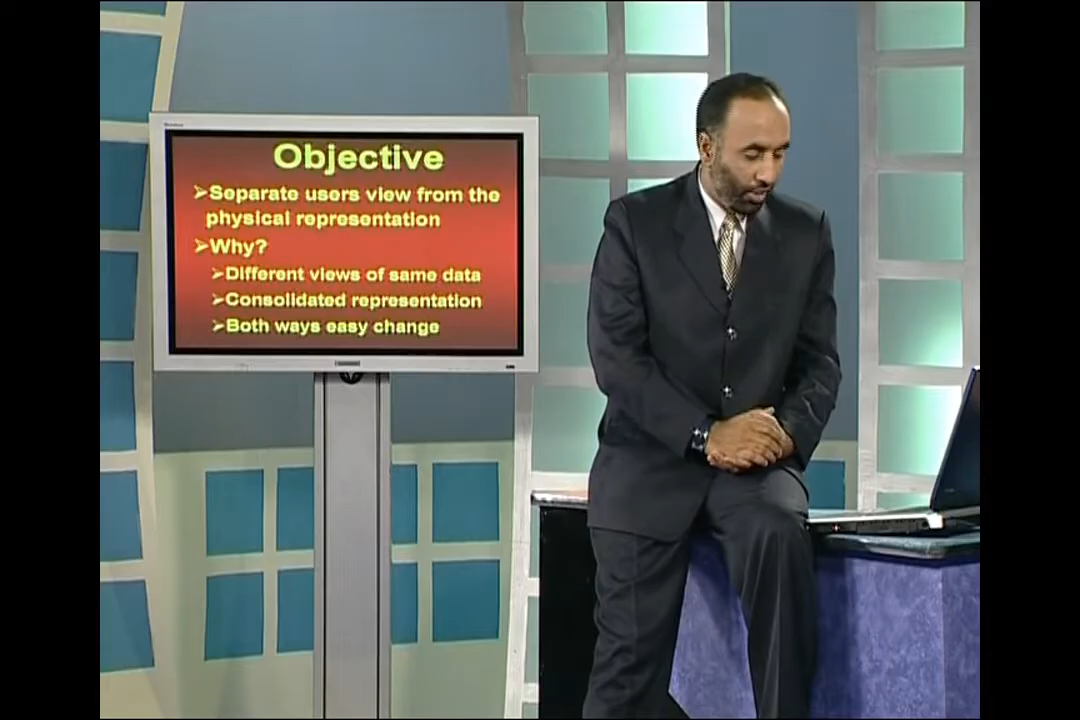 Objective
➢Separate users view from the
physical representation
➢Why?
➢Different views of same data
➢Consolidated representation
➢Both ways easy change